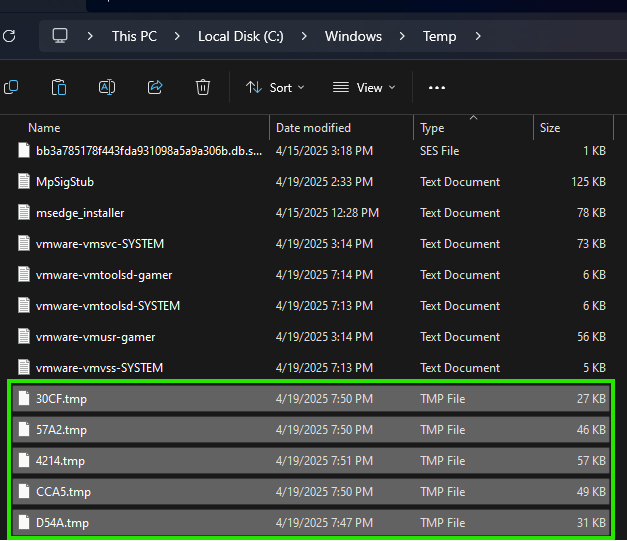 This PC > Local Disk (C:) > Windows > Temp >
Sort View ...
Name Date modified Type Size
bb3a785178f443fda931098a5a9a306b.db.s... 4/15/2025 3:18 PM SES File 1 KB
MpSigStub 4/19/2025 2:33 PM Text Document 125 KB
msedge_installer 4/15/2025 12:28 PM Text Document 78 KB
vmware-vmsvc-SYSTEM 4/19/2025 3:14 PM Text Document 73 KB
vmware-vmtoolsd-gamer 4/19/2025 7:14 PM Text Document 6 KB
vmware-vmtoolsd-SYSTEM 4/19/2025 7:13 PM Text Document 6 KB
vmware-vmusr-gamer 4/19/2025 3:14 PM Text Document 56 KB
vmware-vmvss-SYSTEM 4/19/2025 7:13 PM Text Document 5 KB
30CF.tmp 4/19/2025 7:50 PM TMP File 27 KB
57A2.tmp 4/19/2025 7:50 PM TMP File 46 KB
4214.tmp 4/19/2025 7:51 PM TMP File 57 KB
CCA5.tmp 4/19/2025 7:50 PM TMP File 49 KB
D54A.tmp 4/19/2025 7:47 PM TMP File 31 KB